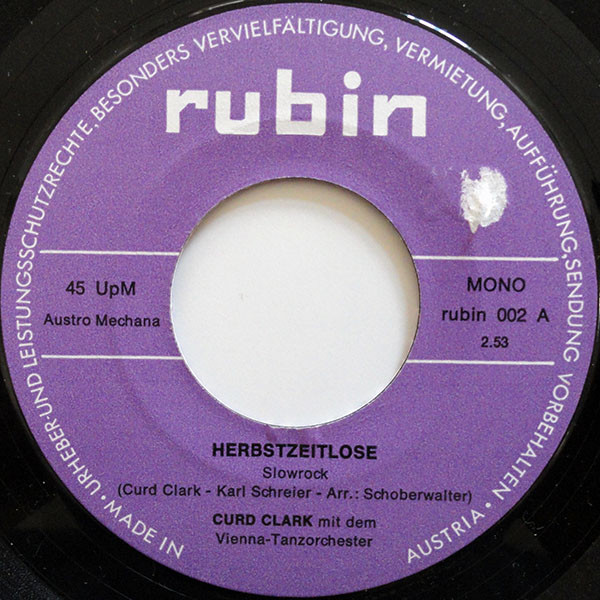 rubin
URHEBER-UND LEISTUNGSSCHUTZRECHTE, BESONDERS VERVIELFÄLTIGUNG, VERMIETUNG, AUFFÜHRUNG, SENDUNG VORBEHALTEN
45 UpM
Austro Mechana
MONO
rubin 002 A
2.53
HERBSTZEITLOSE
Slowrock
(Curd Clark - Karl Schreier - Arr.: Schoberwalter)
CURD CLARK mit dem
Vienna-Tanzorchester
· MADE IN AUSTRIA ·